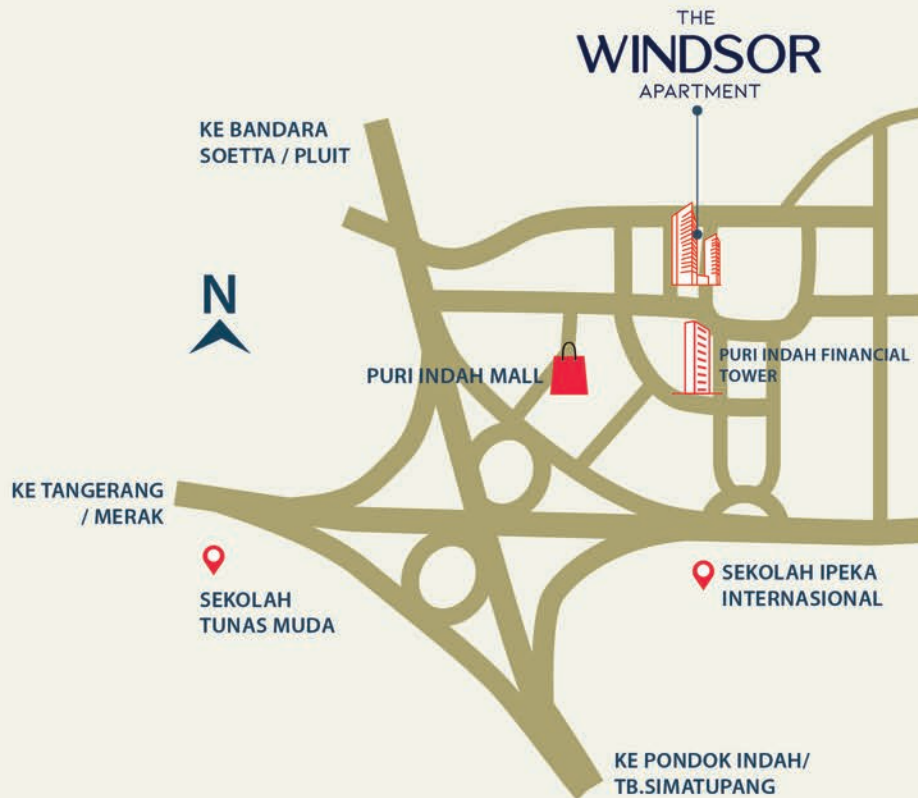 THE
WINDSOR
APARTMENT
KE BANDARA
SOETTA / PLUIT
N
PURI INDAH MALL
PURI INDAH FINANCIAL
TOWER
KE TANGERANG
/ MERAK
SEKOLAH
TUNAS MUDA
SEKOLAH IPEKA
INTERNASIONAL
KE PONDOK INDAH/
TB.SIMATUPANG